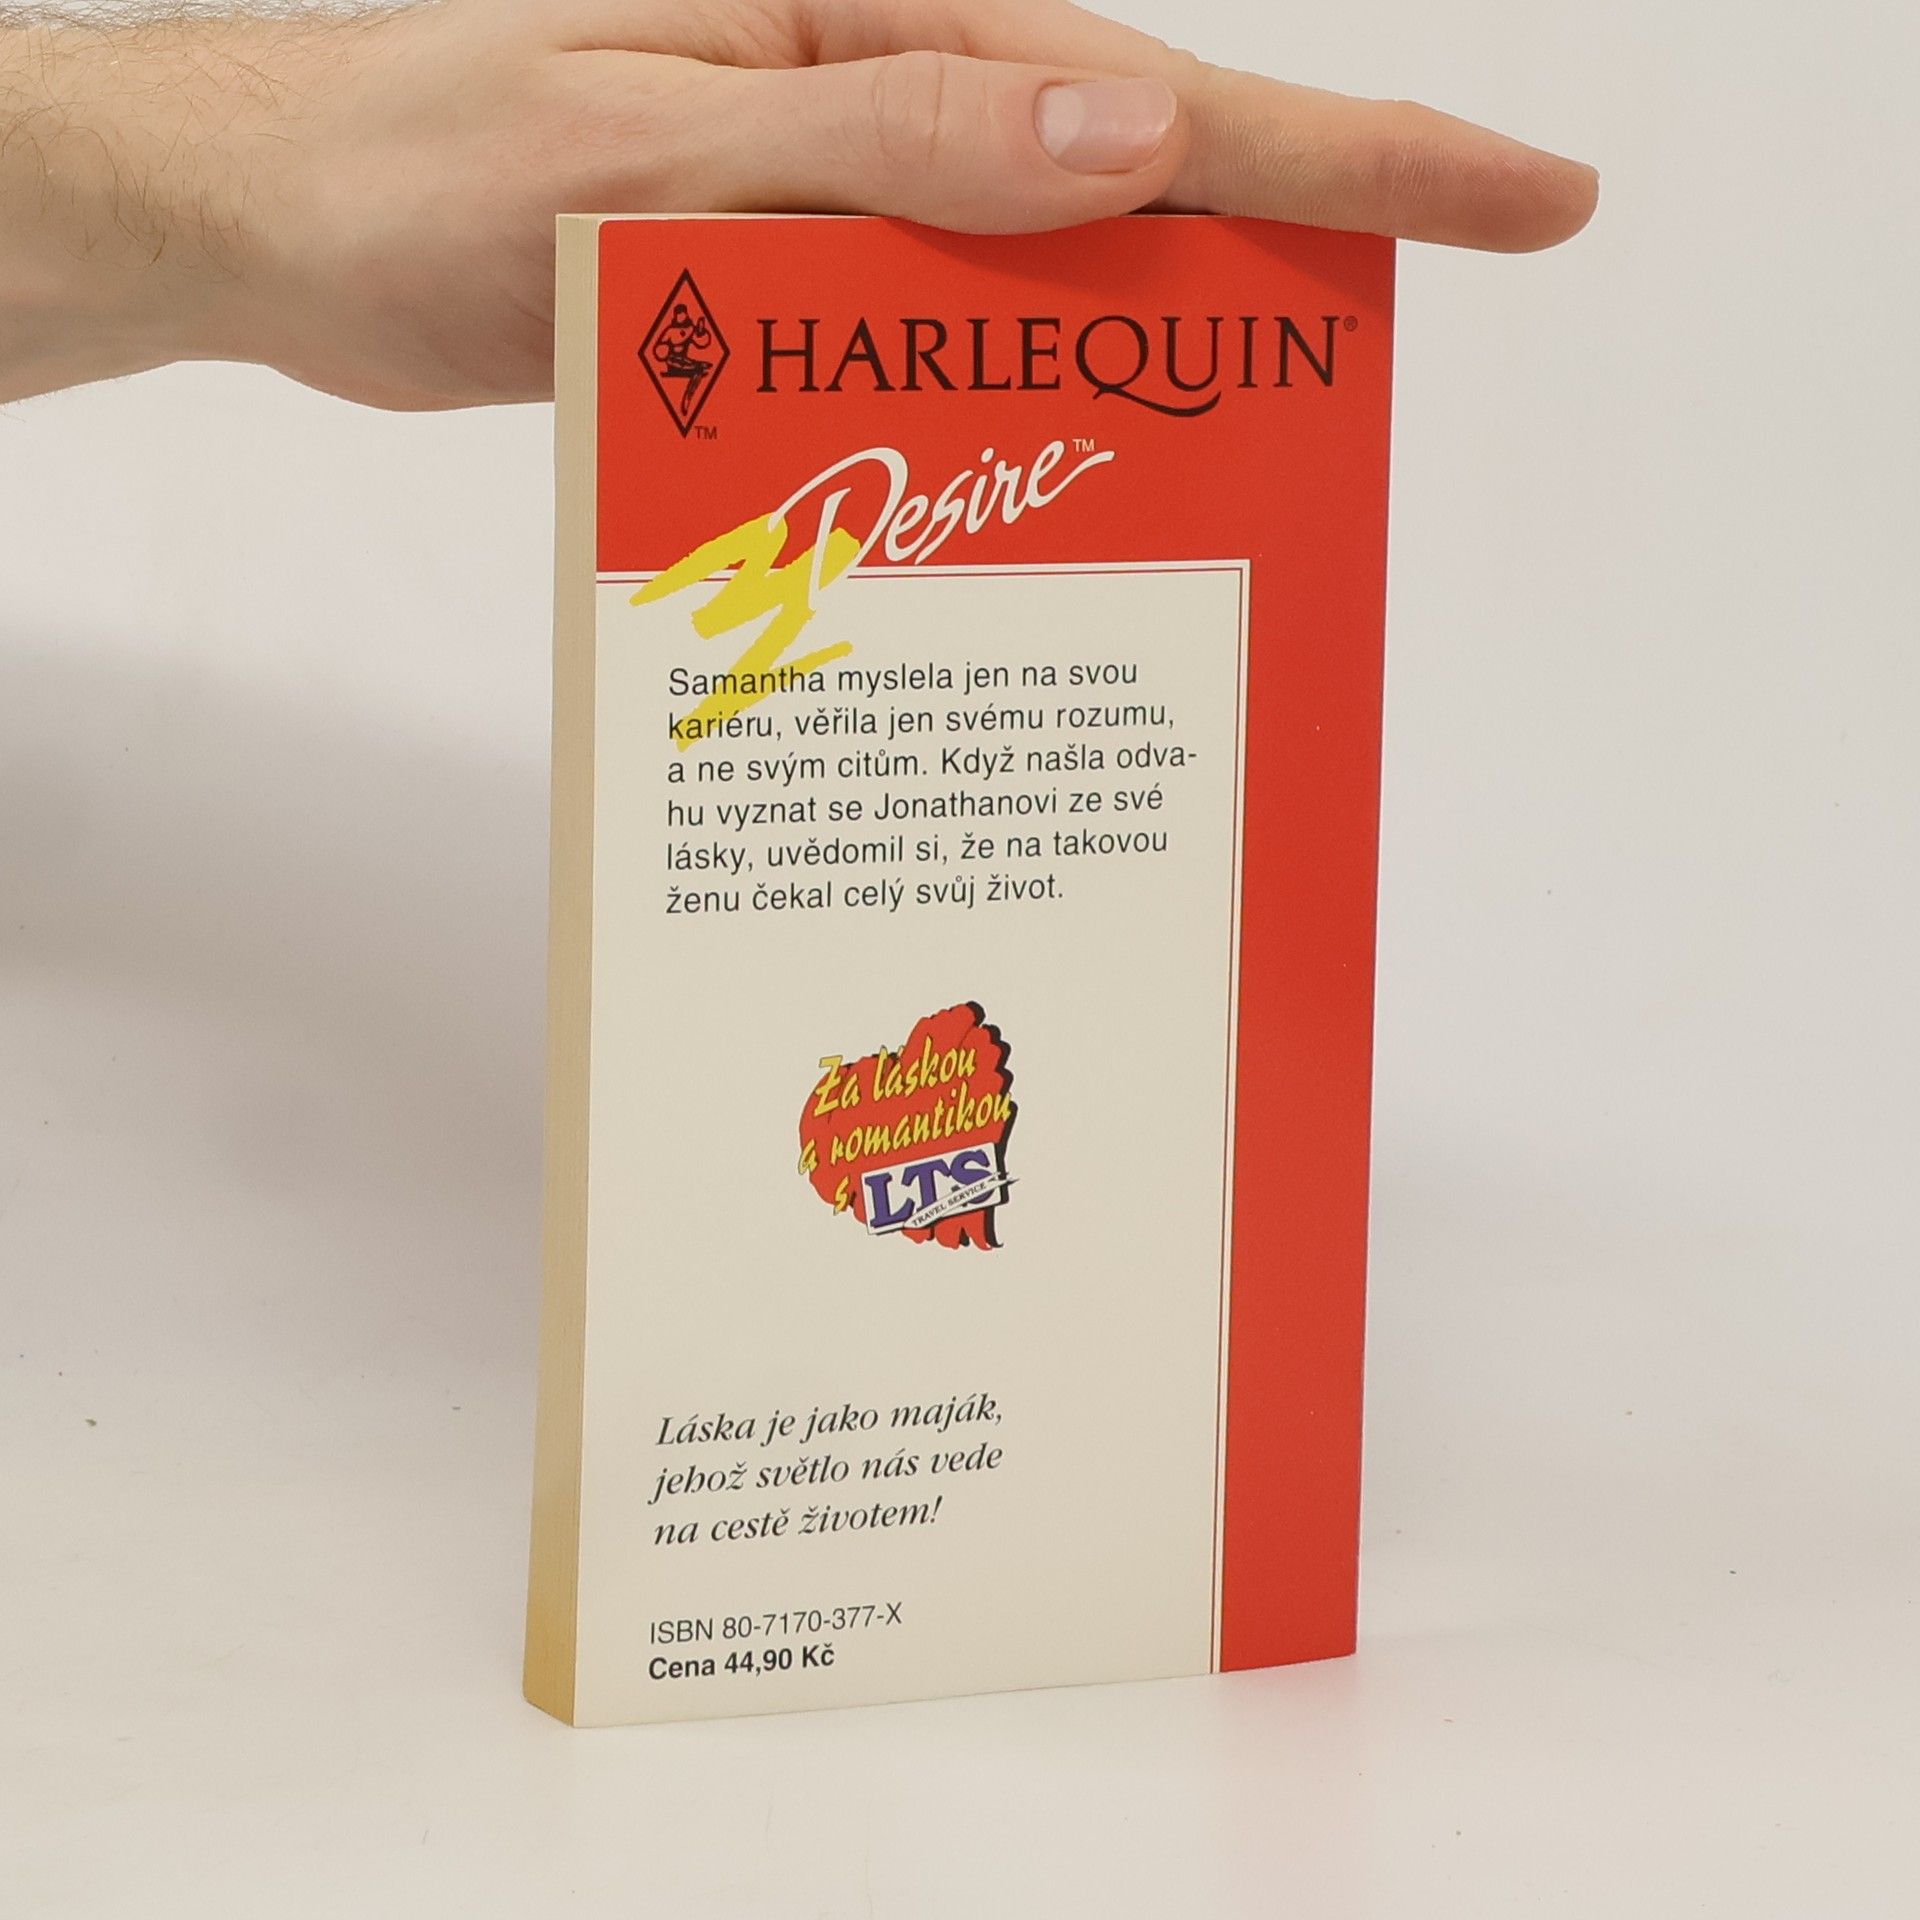 HARLEQUIN®
TM
Desire™
Samantha myslela jen na svou
kariéru, věřila jen svému rozumu,
a ne svým citům. Když našla odva-
hu vyznat se Jonathanovi ze své
lásky, uvědomil si, že na takovou
ženu čekal celý svůj život.
Za láskou
a romantikou
s LTS
TRAVEL SERVICE
Láska je jako maják,
jehož světlo nás vede
na cestě životem!
ISBN 80-7170-377-X
Cena 44,90 Kč